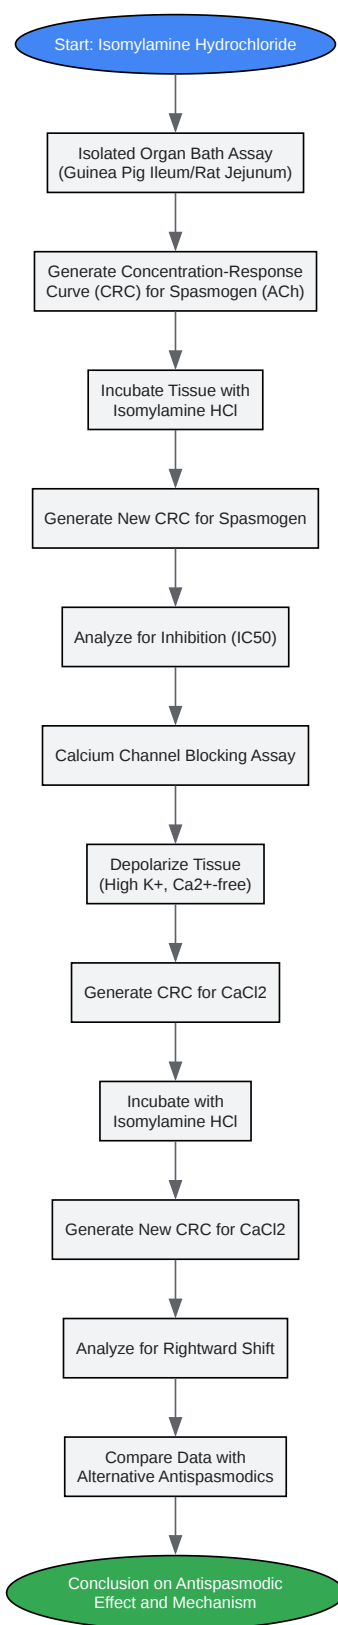 Start: Isomylamine Hydrochloride
Isolated Organ Bath Assay
(Guinea Pig Ileum/Rat Jejunum)
Generate Concentration-Response
Curve (CRC) for Spasmogen (ACh)
Incubate Tissue with
Isomylamine HCl
Generate New CRC for Spasmogen
Analyze for Inhibition (IC50)
Calcium Channel Blocking Assay
Depolarize Tissue
(High K+, Ca2+-free)
Generate CRC for CaCl2
Incubate with
Isomylamine HCl
Generate New CRC for CaCl2
Analyze for Rightward Shift
Compare Data with
Alternative Antispasmodics
Conclusion on Antispasmodic
Effect and Mechanism